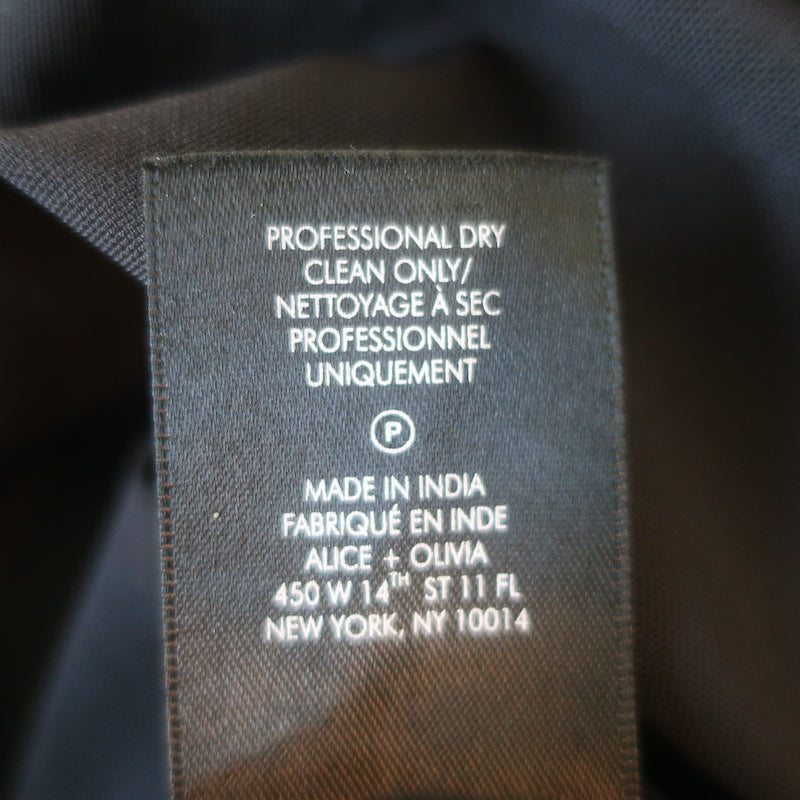 PROFESSIONAL DRY
CLEAN ONLY/
NETTOYAGE À SEC
PROFESSIONNEL
UNIQUEMENT
P
MADE IN INDIA
FABRIQUÉ EN INDE
ALICE + OLIVIA
450 W 14TH ST 11 FL
NEW YORK, NY 10014